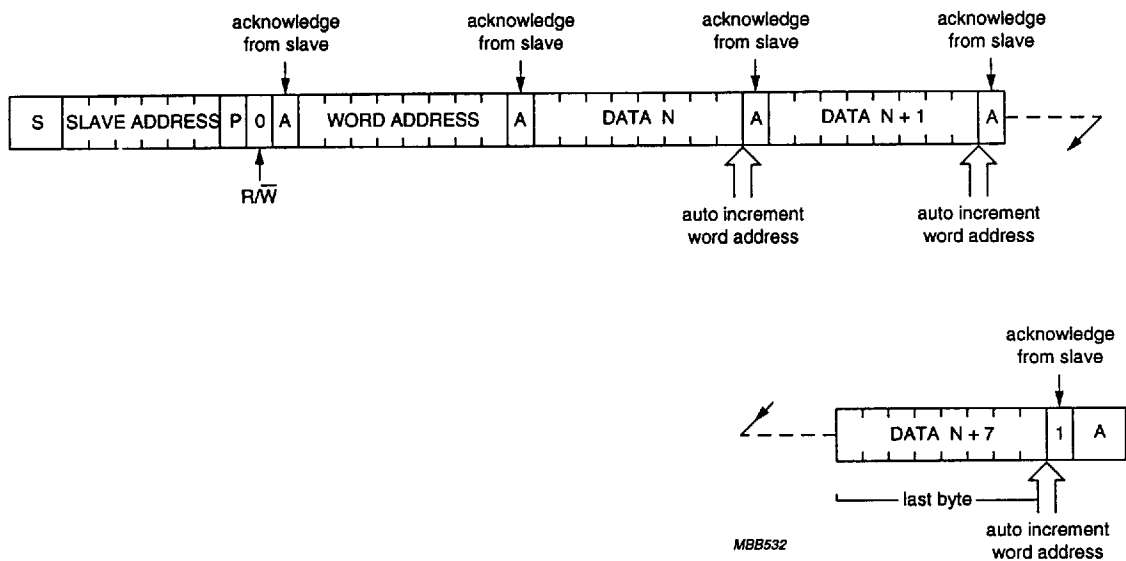 acknowledge from slave
acknowledge from slave
acknowledge from slave
acknowledge from slave
S SLAVE ADDRESS P 0 A WORD ADDRESS A DATA N A DATA N + 1 A
R/W̅
auto increment word address
auto increment word address
acknowledge from slave
DATA N + 7 1 A
last byte
auto increment word address
MBB532